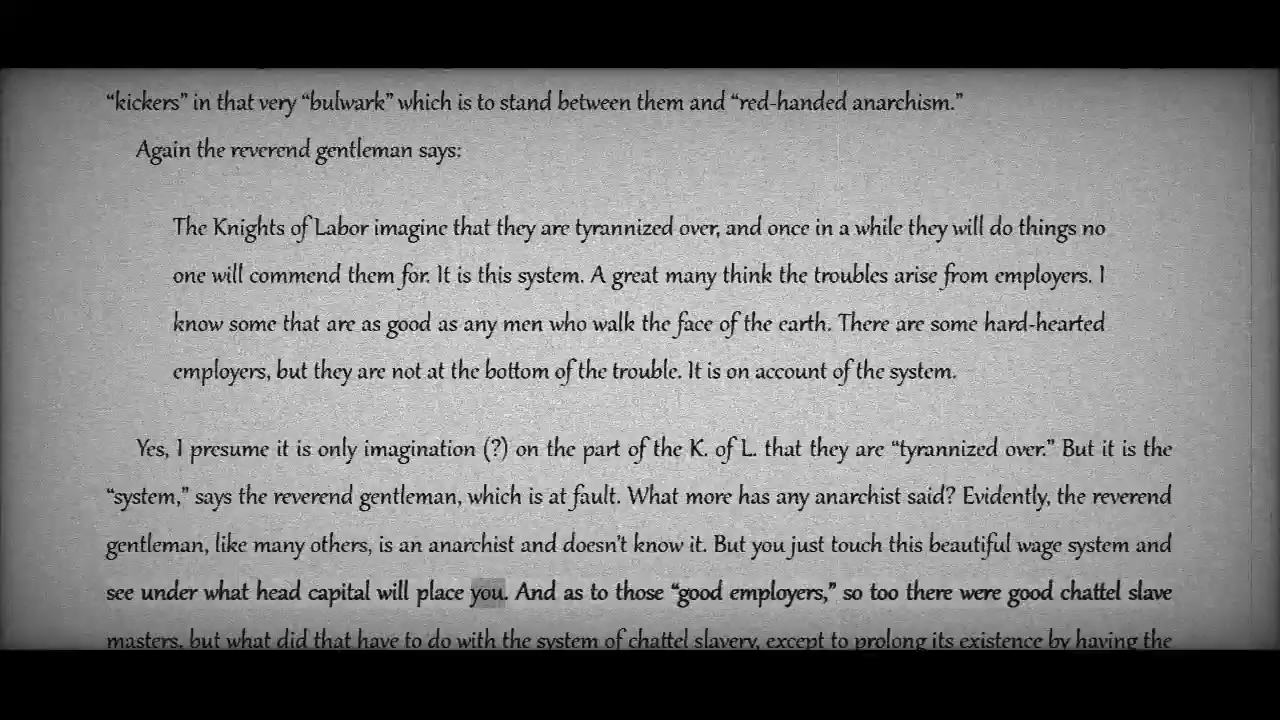 “kickers” in that very “bulwark” which is to stand between them and “red-handed anarchism.”
Again the reverend gentleman says:
The Knights of Labor imagine that they are tyrannized over, and once in a while they will do things no
one will commend them for. It is this system. A great many think the troubles arise from employers. I
know some that are as good as any men who walk the face of the earth. There are some hard-hearted
employers, but they are not at the bottom of the trouble. It is on account of the system.
Yes, I presume it is only imagination (?) on the part of the K. of L. that they are “tyrannized over.” But it is the
“system,” says the reverend gentleman, which is at fault. What more has any anarchist said? Evidently, the reverend
gentleman, like many others, is an anarchist and doesn’t know it. But you just touch this beautiful wage system and
see under what head capital will place you. And as to those “good employers,” so too there were good chattel slave
masters, but what did that have to do with the system of chattel slavery, except to prolong its existence by having the